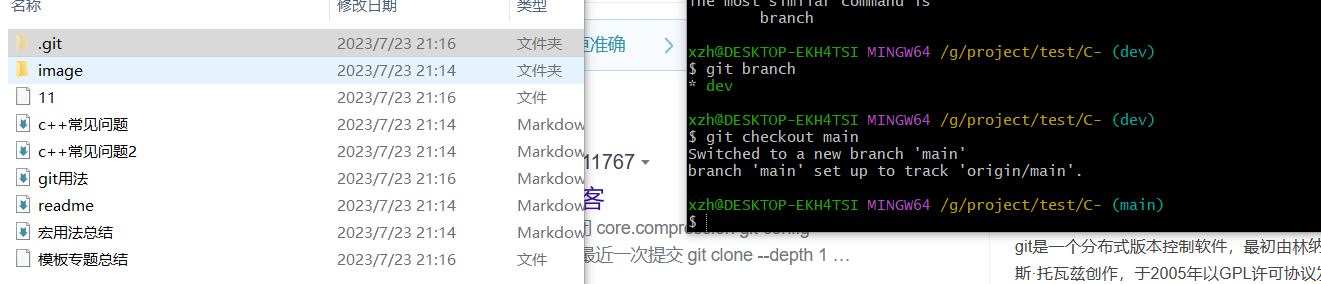 名称 修改日期 类型
.git 2023/7/23 21:16 文件夹
image 2023/7/23 21:14 文件夹
11 2023/7/23 21:16 文件
c++常见问题 2023/7/23 21:14 Markdow
c++常见问题2 2023/7/23 21:14 Markdow
git用法 2023/7/23 21:14 Markdow
readme 2023/7/23 21:14 Markdow
宏用法总结 2023/7/23 21:14 Markdow
模板专题总结 2023/7/23 21:16 文件
准确
11767
客
core.compression git config
最近一次提交 git clone --depth 1 …
The most similar command is
branch
xzh@DESKTOP-EKH4TSI MINGW64 /g/project/test/C- (dev)
$ git branch
* dev
xzh@DESKTOP-EKH4TSI MINGW64 /g/project/test/C- (dev)
$ git checkout main
Switched to a new branch 'main'
branch 'main' set up to track 'origin/main'.
xzh@DESKTOP-EKH4TSI MINGW64 /g/project/test/C- (main)
$
git是一个分布式版本控制软件，最初由林纳
斯·托瓦兹创作，于2005年以GPL许可协议发